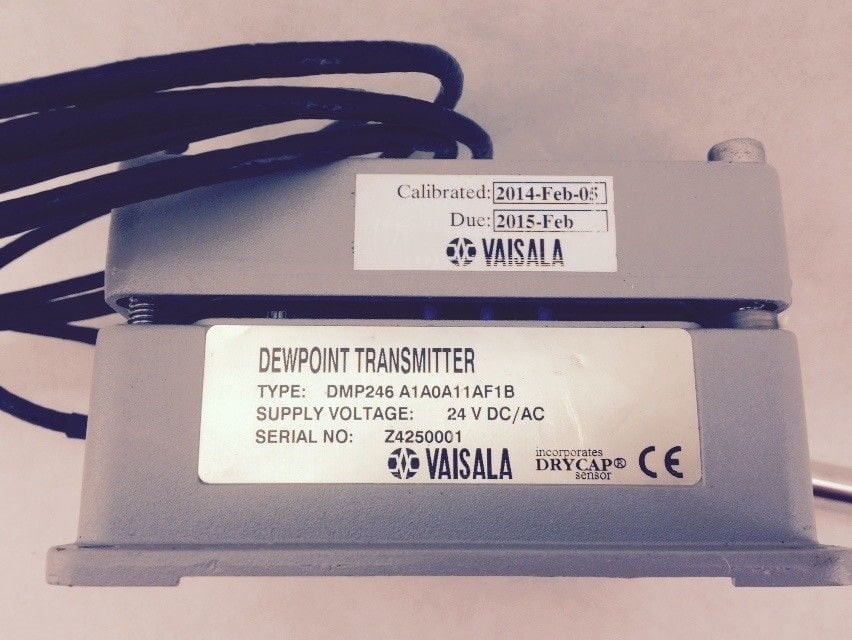 Calibrated: 2014-Feb-05
Due: 2015-Feb
VAISALA
DEWPOINT TRANSMITTER
TYPE: DMP246 A1A0A11AF1B
SUPPLY VOLTAGE: 24 V DC/AC
SERIAL NO: Z4250001
VAISALA
incorporates
DRYCAP®
sensor
CE